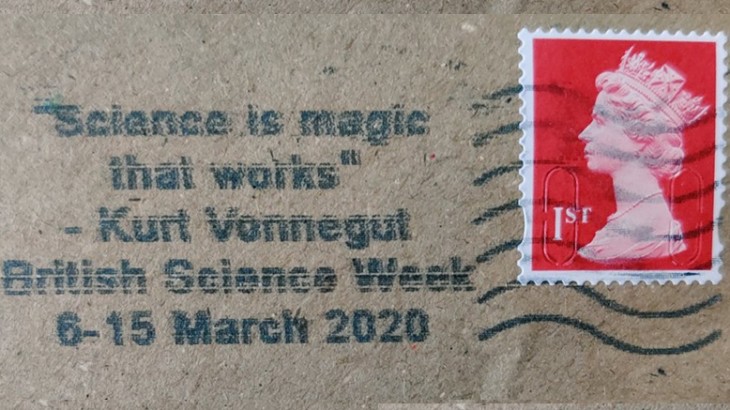 "Science is magic
that works"
- Kurt Vonnegut
British Science Week
6-15 March 2020
1ST